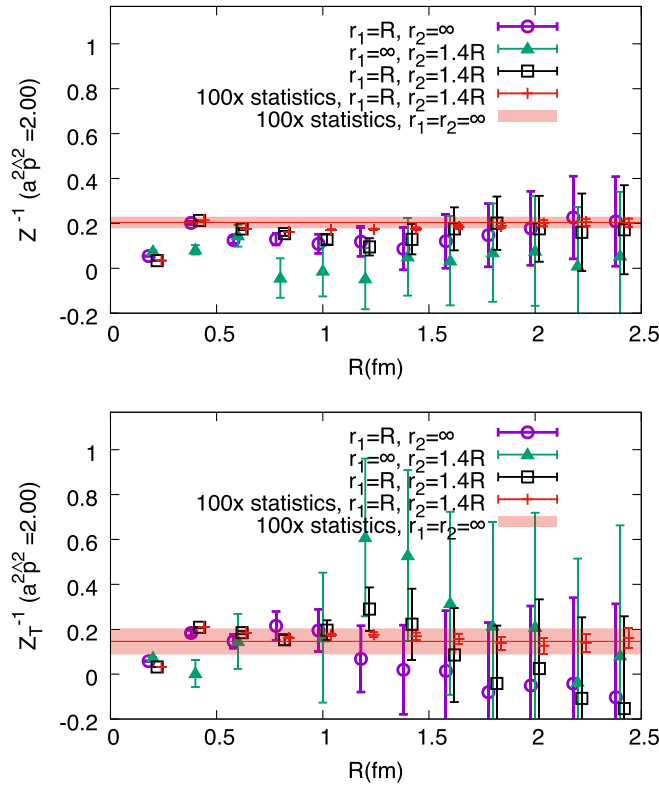 r₁=R, r₂=∞
r₁=∞, r₂=1.4R
r₁=R, r₂=1.4R
100x statistics, r₁=R, r₂=1.4R
100x statistics, r₁=r₂=∞
Z⁻¹ (a²p̂²=2.00)
1
0.8
0.6
0.4
0.2
0
-0.2
0 0.5 1 1.5 2 2.5
R(fm)
r₁=R, r₂=∞
r₁=∞, r₂=1.4R
r₁=R, r₂=1.4R
100x statistics, r₁=R, r₂=1.4R
100x statistics, r₁=r₂=∞
Z_T⁻¹ (a²p̂²=2.00)
1
0.8
0.6
0.4
0.2
0
-0.2
0 0.5 1 1.5 2 2.5
R(fm)